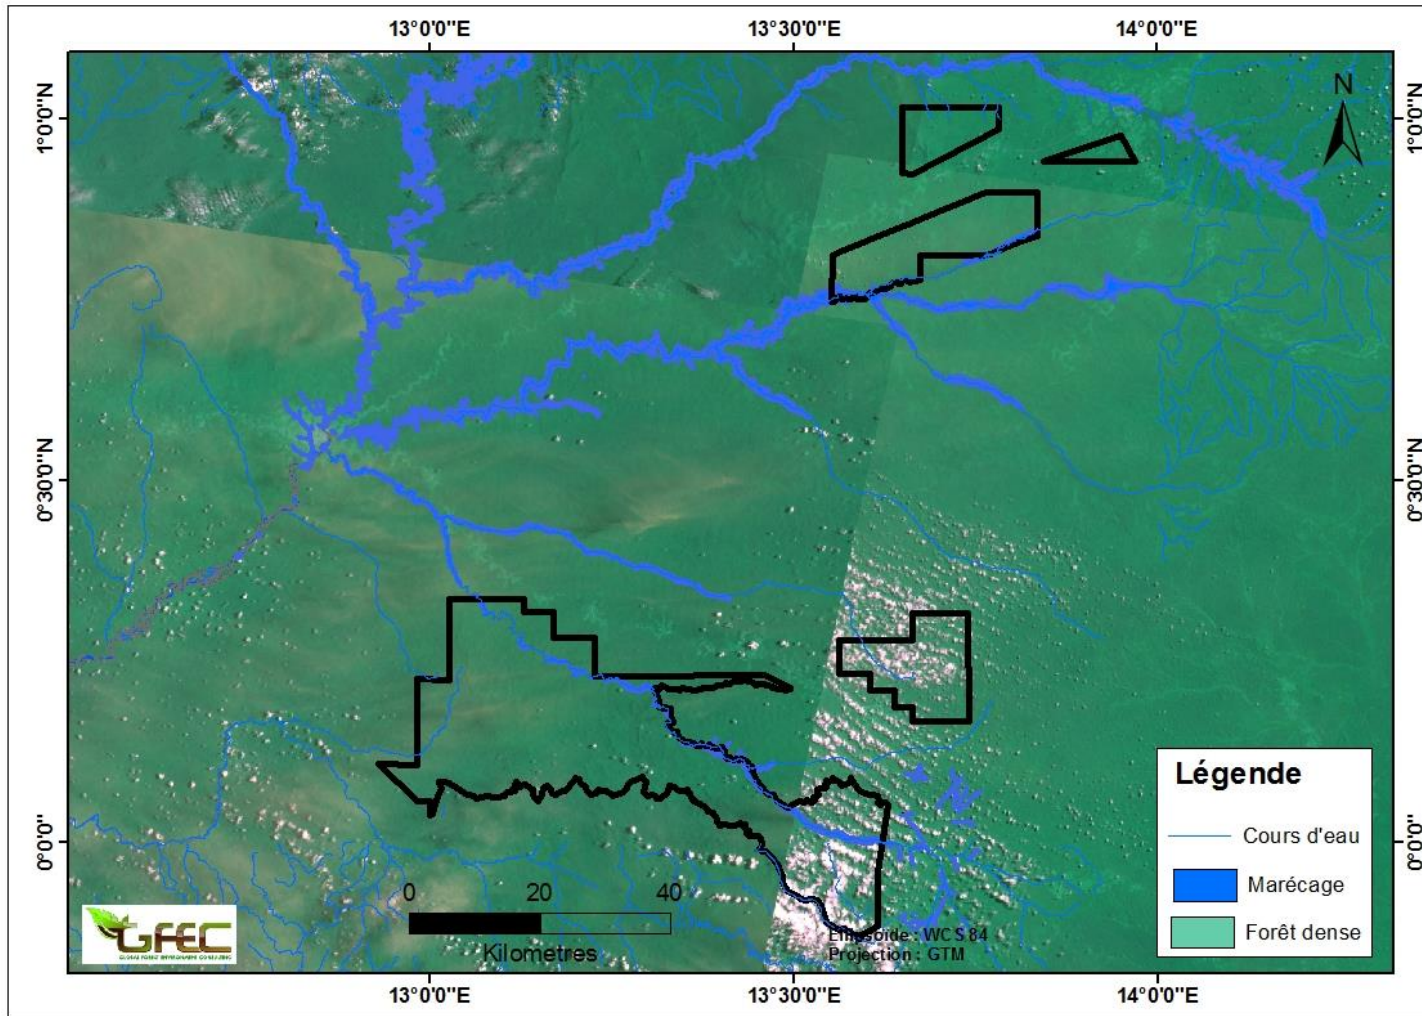 13°0'0"E 13°30'0"E 14°0'0"E
1°0'0"N 1°0'0"N
N
0°30'0"N 0°30'0"N
0°0'0" 0°0'0"
Légende
Cours d'eau
Marécage
Forêt dense
0 20 40
Kilometres
Ellipsoïde : WCS 84
Projection : GTM
GFEC
13°0'0"E 13°30'0"E 14°0'0"E